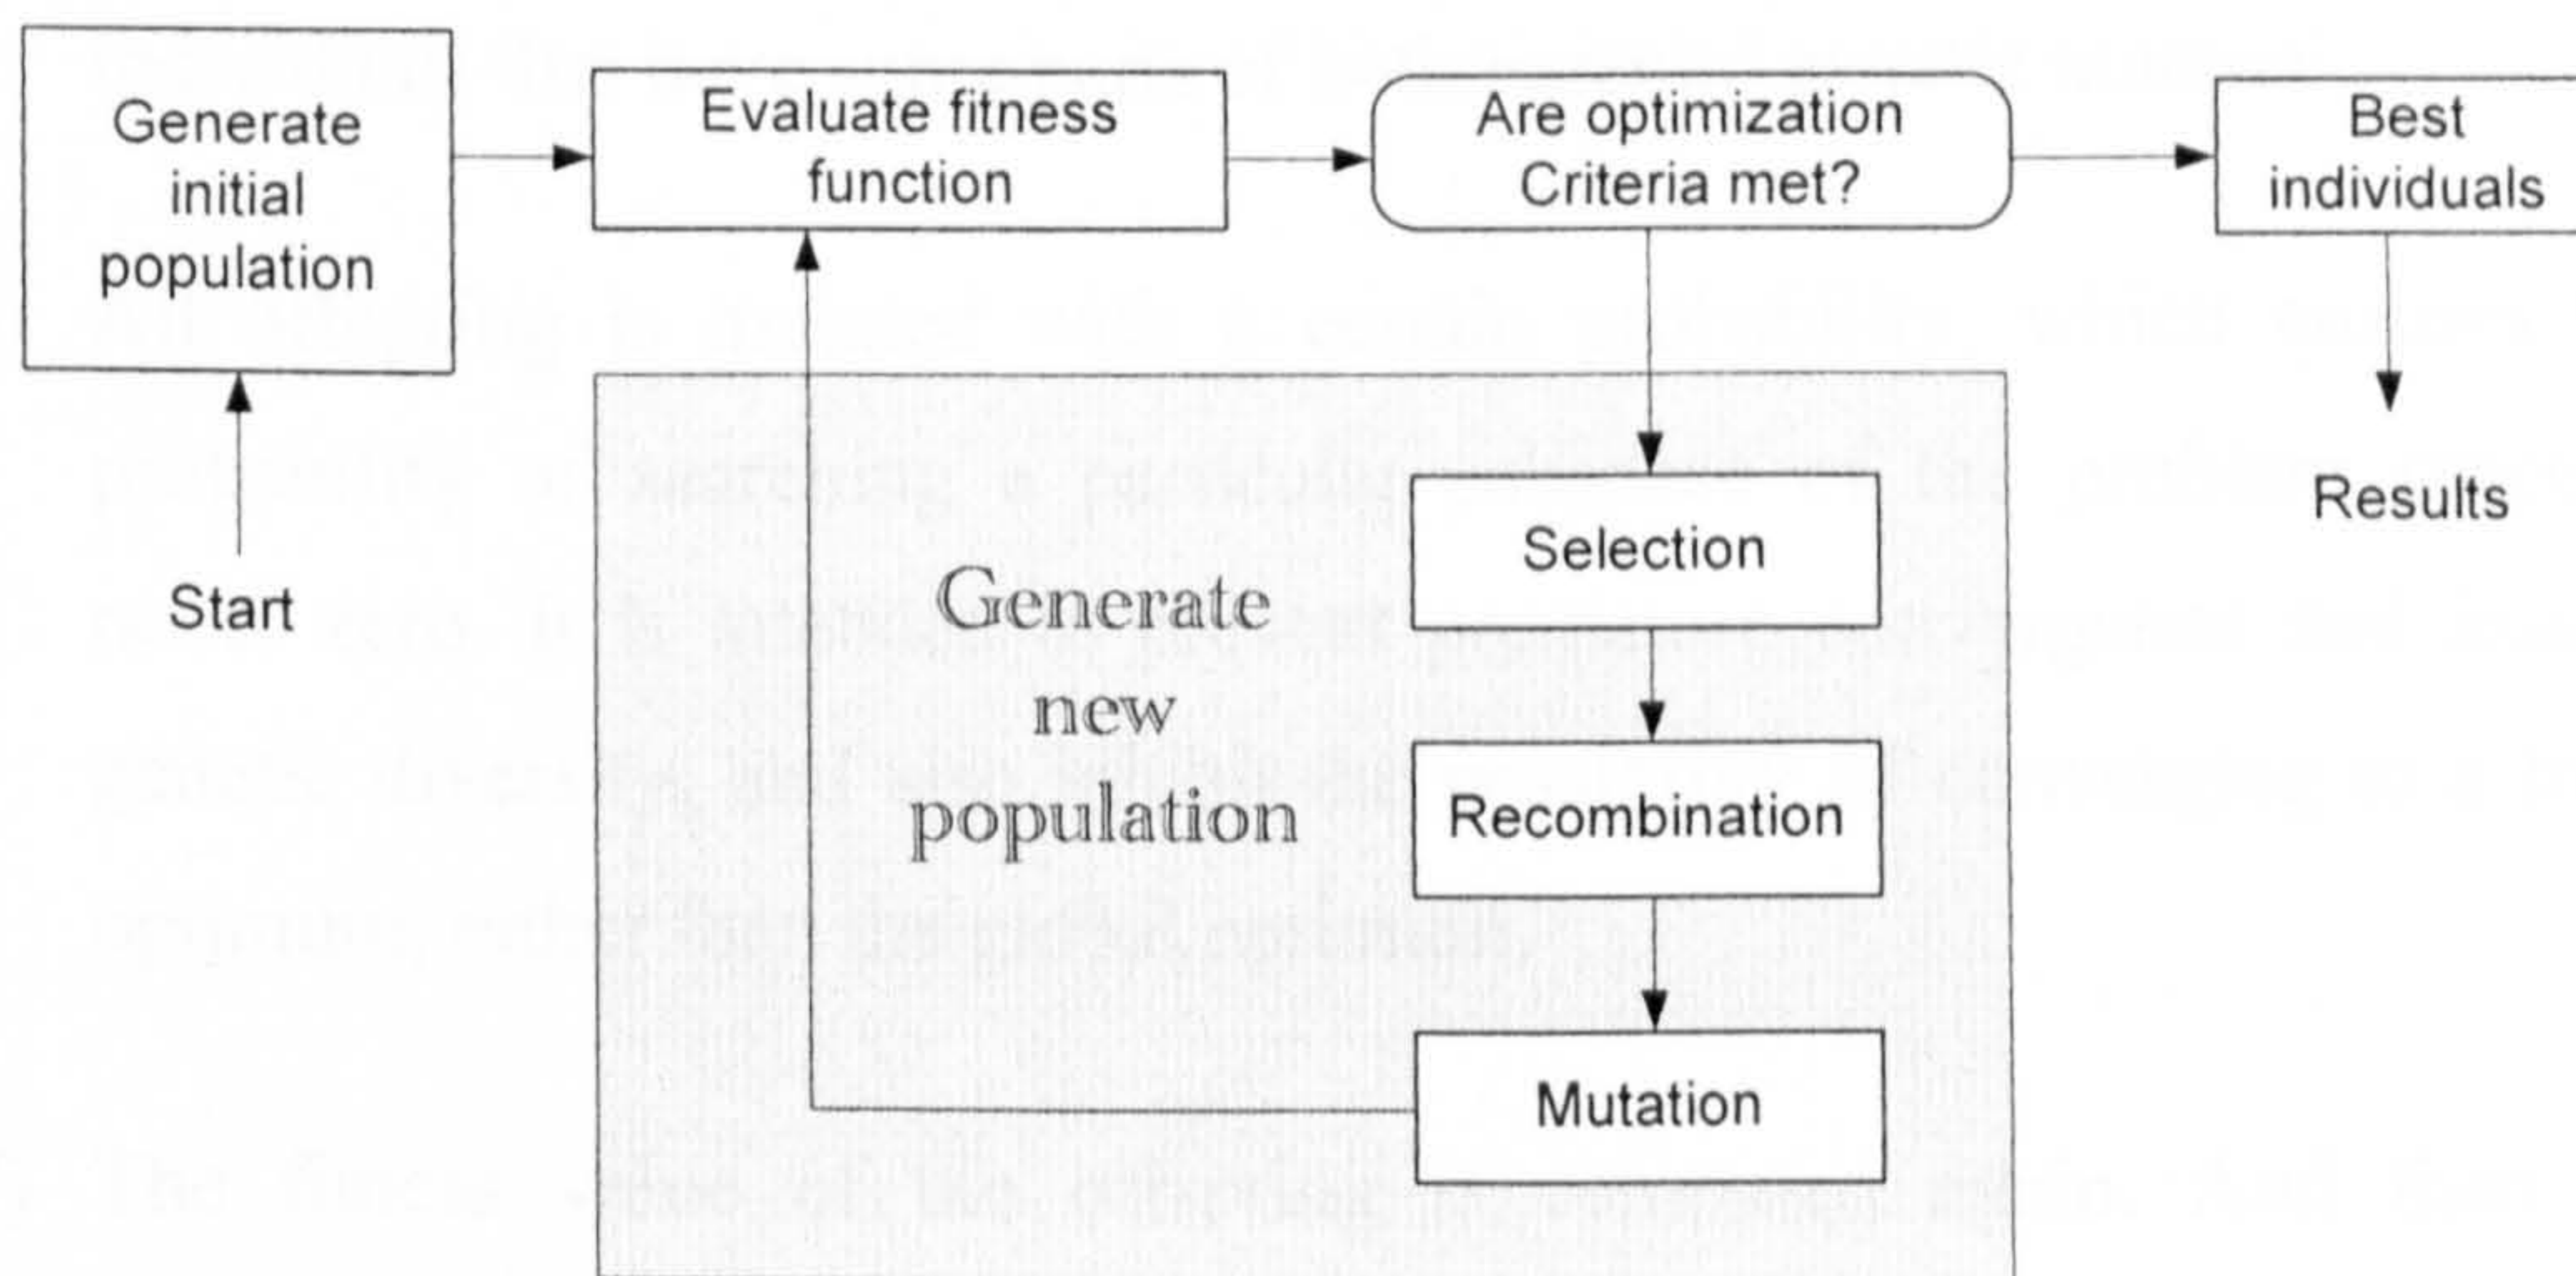 Generate
initial
population
Evaluate fitness
function
Are optimization
Criteria met?
Best
individuals
Start
Results
Generate
new
population
Selection
Recombination
Mutation